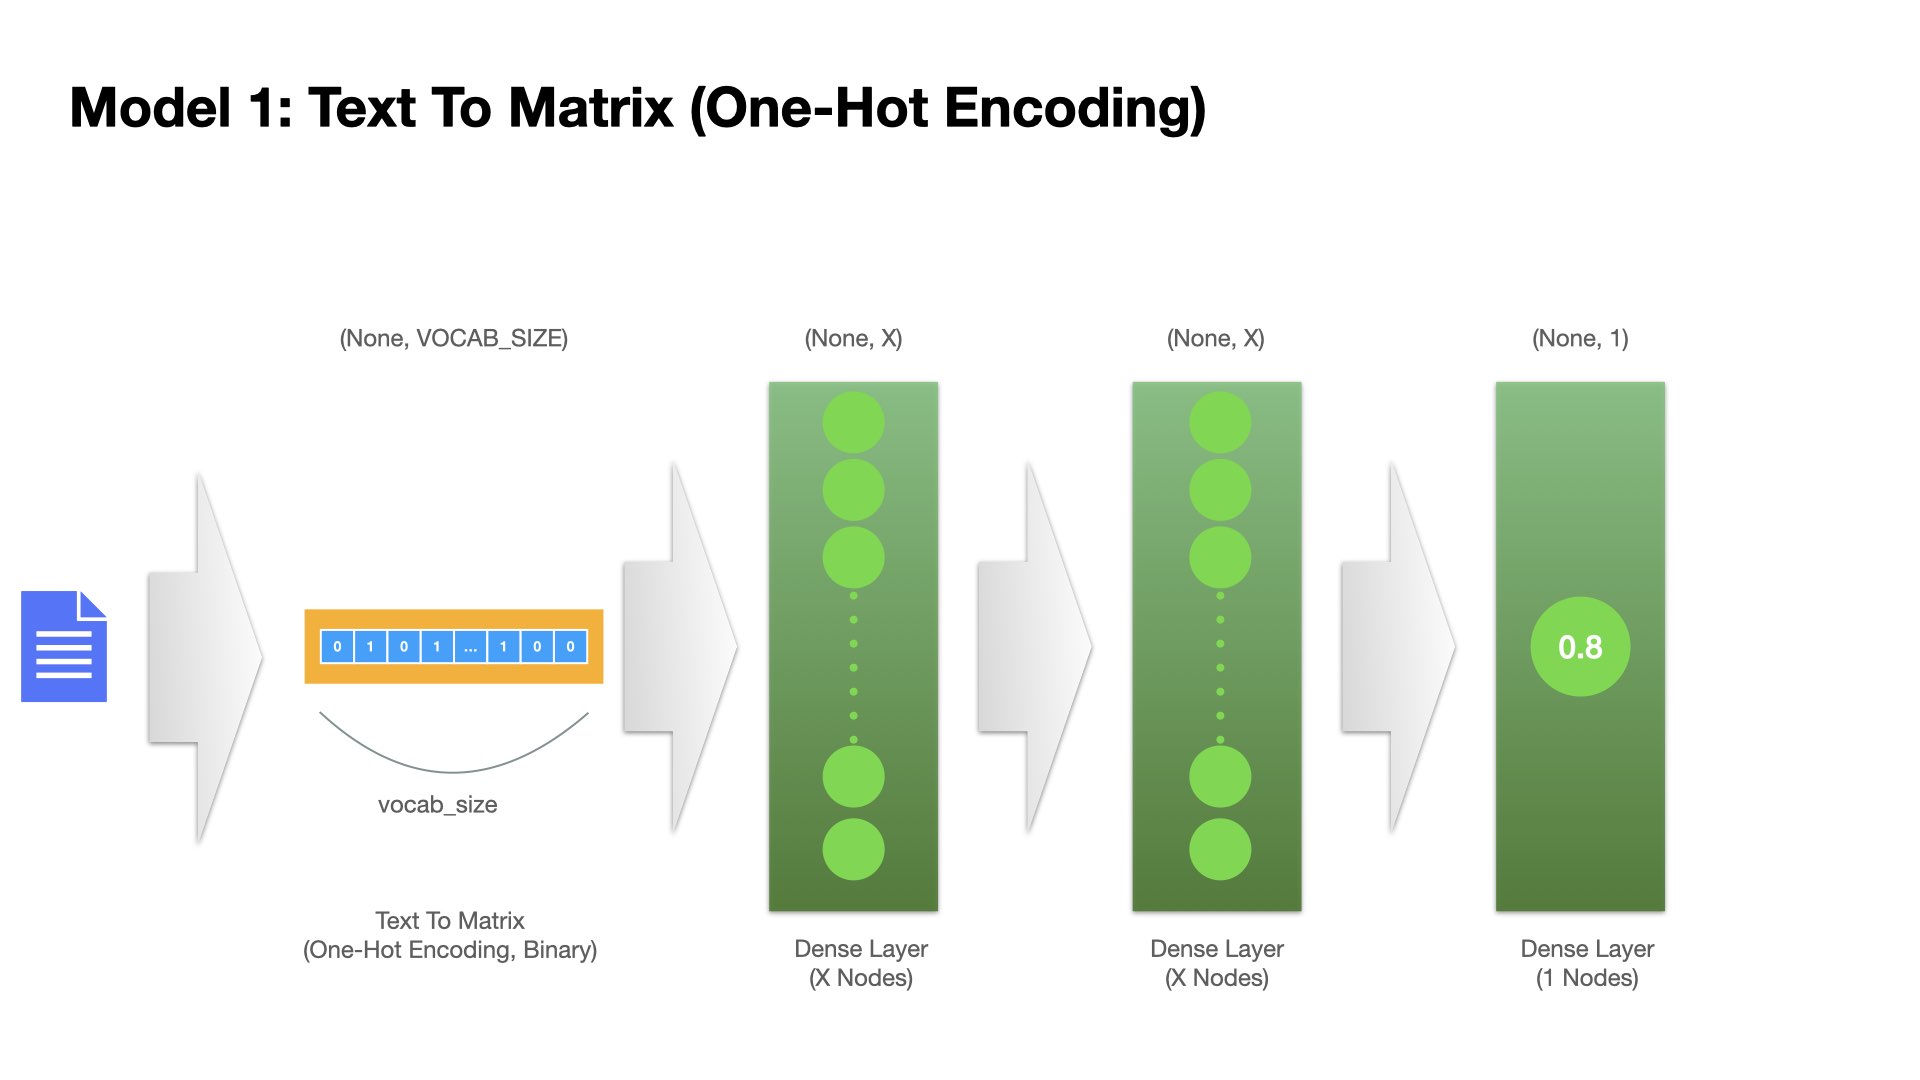 Model 1: Text To Matrix (One-Hot Encoding)
(None, VOCAB_SIZE)
(None, X)
(None, X)
(None, 1)
0 1 0 1 ... 1 0 0
0.8
vocab_size
Text To Matrix
(One-Hot Encoding, Binary)
Dense Layer
(X Nodes)
Dense Layer
(X Nodes)
Dense Layer
(1 Nodes)